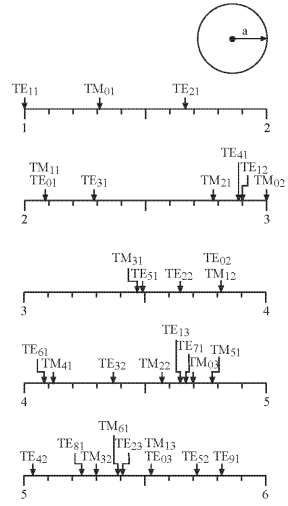 a
TE11 TM01 TE21
1 2
TE41
TM11 TE12
TE01 TE31 TM21 TM02
2 3
TM31 TE02
TE51 TE22 TM12
3 4
TE13
TE61 TE71 TM51
TM41 TE32 TM22 TM03
4 5
TM61
TE81 TE23 TM13
TE42 TM32 TE03 TE52 TE91
5 6